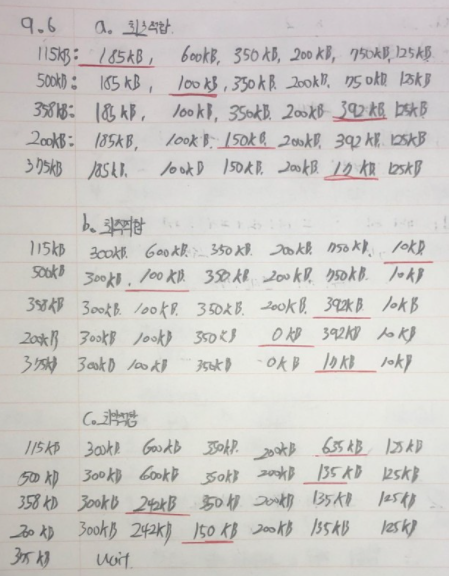 9.6 a. 최초적합
115kB: 185kB, 600kB, 350kB, 200kB, 750kB, 125kB
500kB: 185kB, 100kB, 350kB, 200kB, 750kB 125kB
358kB: 185kB, 100kB, 350kB, 200kB 392kB 125kB
200kB: 185kB, 100kB. 150kB. 200kB, 392kB 125kB
375kB 185kB. 100kB 150kB. 200kB. 17kB 125kB
b. 최적적합
115kB 300kB. 600kB. 350kB. 200kB. 750kB. 10kB
500kB 300kB. 100kB. 350kB. 200kB. 750kB. 10kB
358kB 300kB. 100kB. 350kB. 200kB. 392kB 10kB
200kB 300kB 100kB 350kB 0kB 392kB 10kB
375kB 300kB 100kB 350kB 0kB 17kB 10kB
C. 최악적합
115kB 300kB. 600kB 350kB. 200kB 635kB 125kB
500kB 300kB 600kB 350kB 200kB 135kB 125kB
358kB 300kB 242kB 350kB 200kB 135kB 125kB
200kB 300kB 242kB 150kB 200kB 135kB 125kB
375kB wait